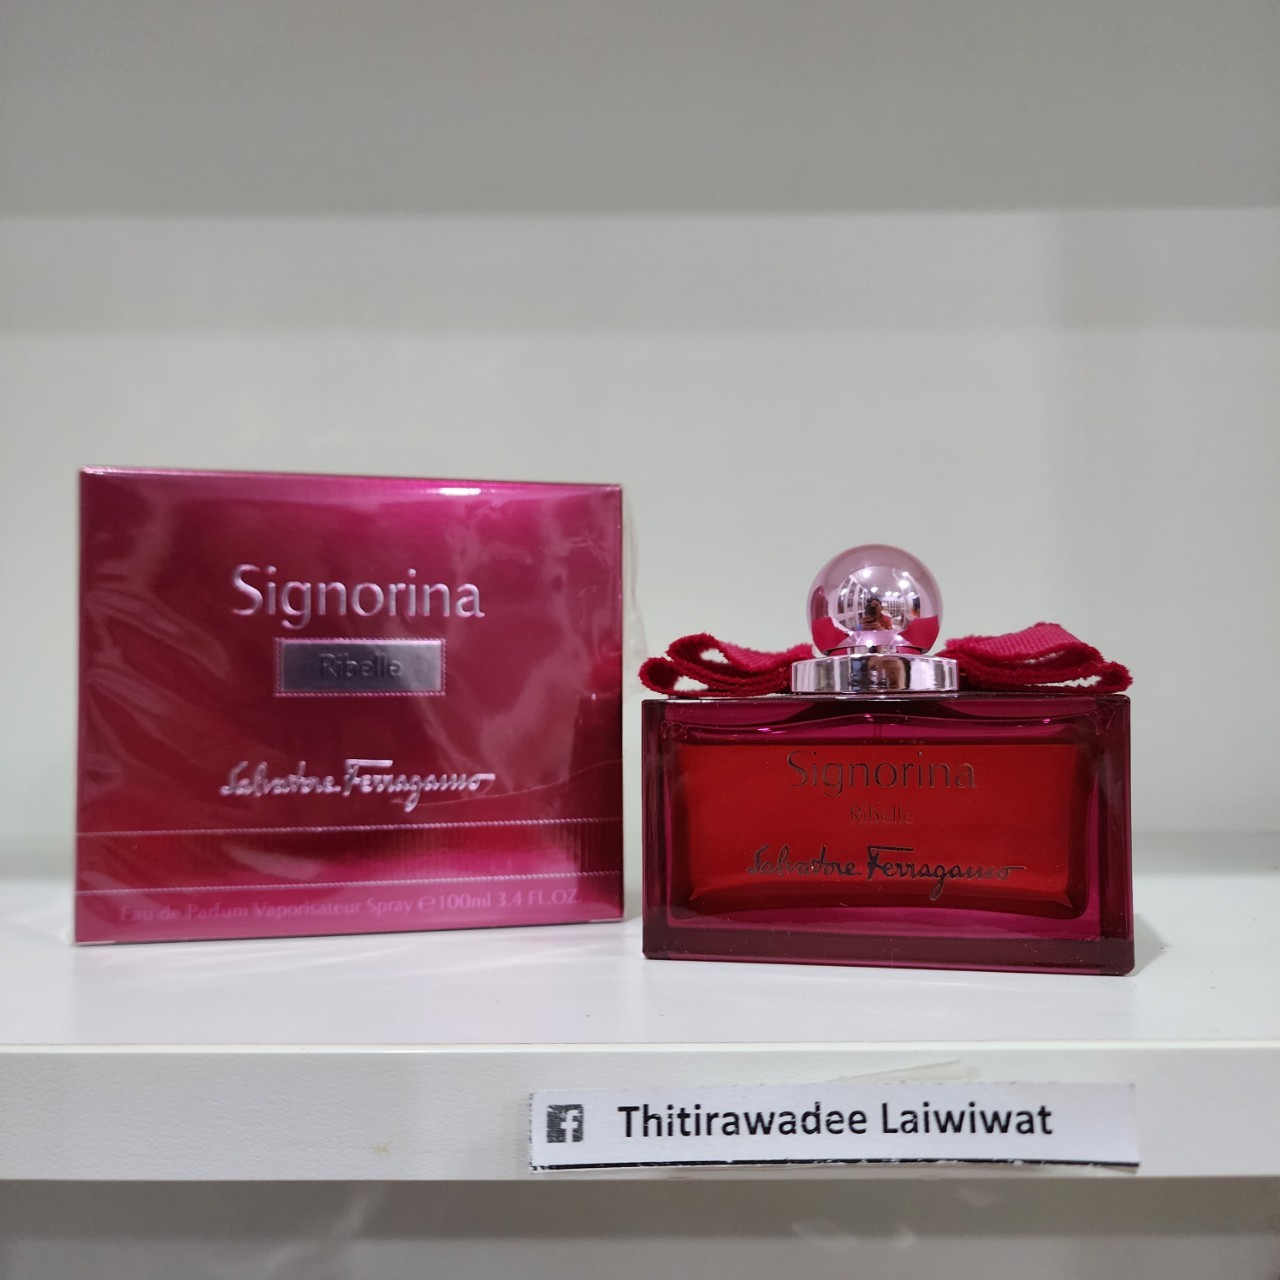 Signorina
Ribelle
Salvatore Ferragamo
Eau de Parfum Vaporisateur Spray ℮100ml 3.4 FL.OZ.
Signorina
Ribelle
Salvatore Ferragamo
f Thitirawadee Laiwiwat